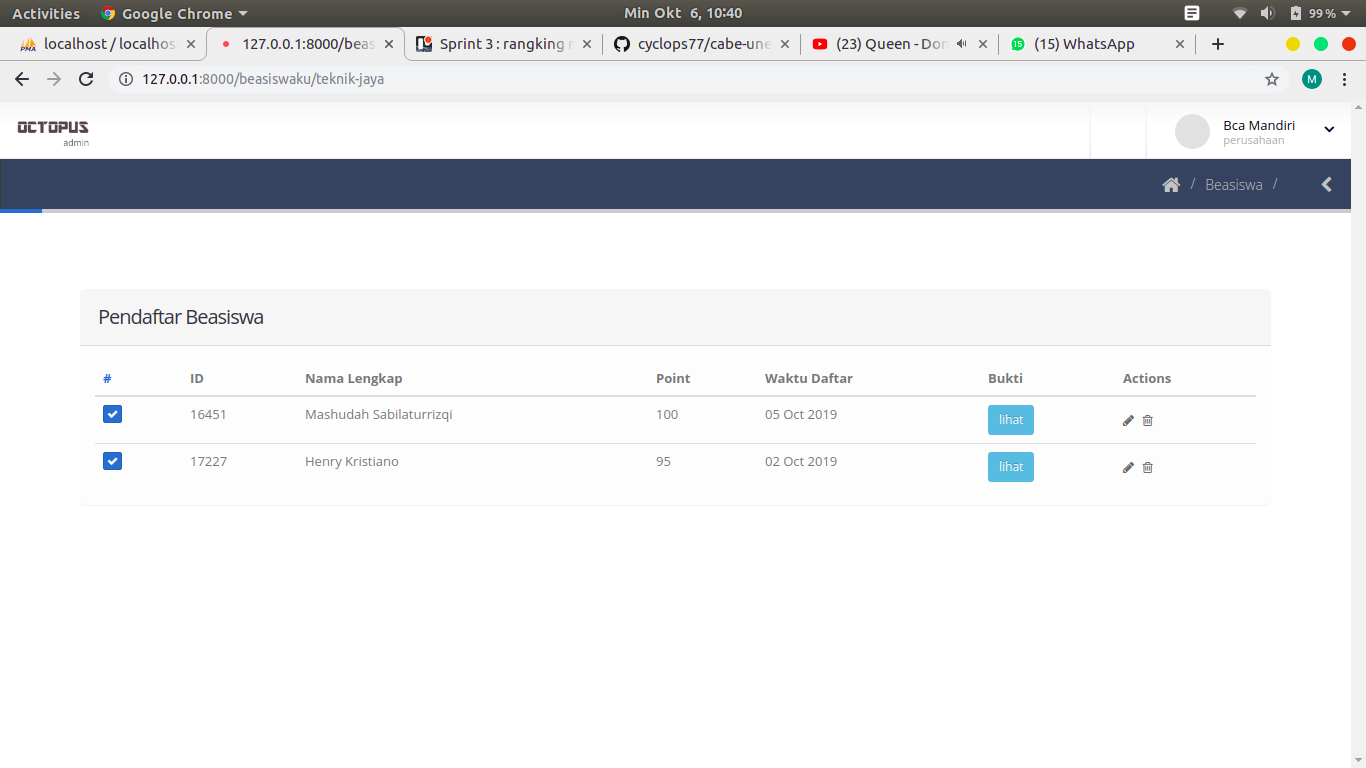 Activities Google Chrome Min Okt 6, 10:40 99%
localhost / localhos 127.0.0.1:8000/beas Sprint 3 : rangking cyclops77/cabe-une (23) Queen - Don (15) WhatsApp
127.0.0.1:8000/beasiswaku/teknik-jaya M
OCTOPUS
admin
Bca Mandiri
perusahaan
/ Beasiswa /
Pendaftar Beasiswa
# ID Nama Lengkap Point Waktu Daftar Bukti Actions
16451 Mashudah Sabilaturrizqi 100 05 Oct 2019 lihat
17227 Henry Kristiano 95 02 Oct 2019 lihat